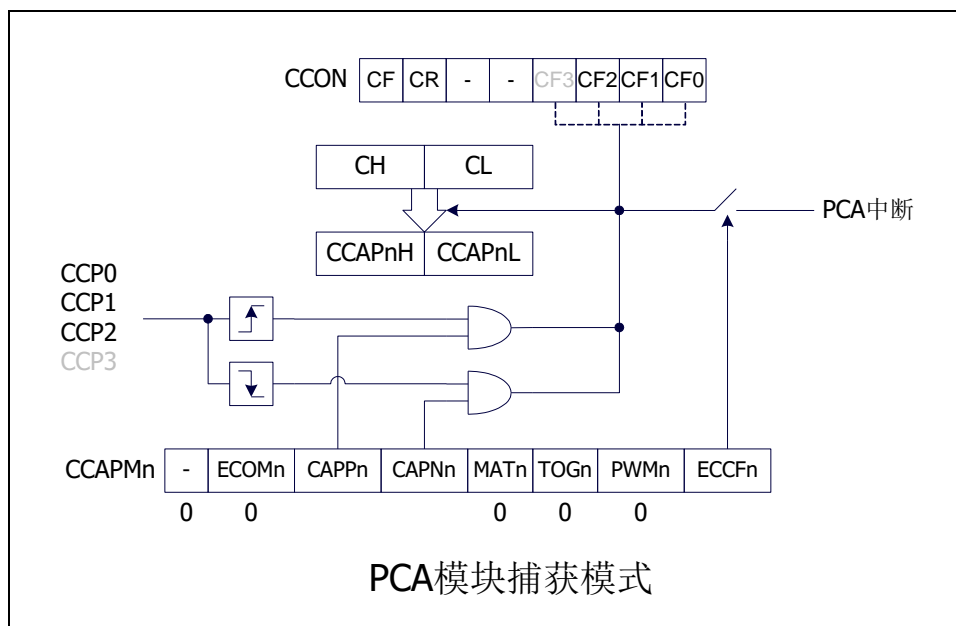 CCON CF CR - - CF3 CF2 CF1 CF0
CH CL
PCA中断
CCAPnH CCAPnL
CCP0
CCP1
CCP2
CCP3
CCAPMn - ECOMn CAPPn CAPNn MATn TOGn PWMn ECCFn
0 0 0 0 0
PCA模块捕获模式